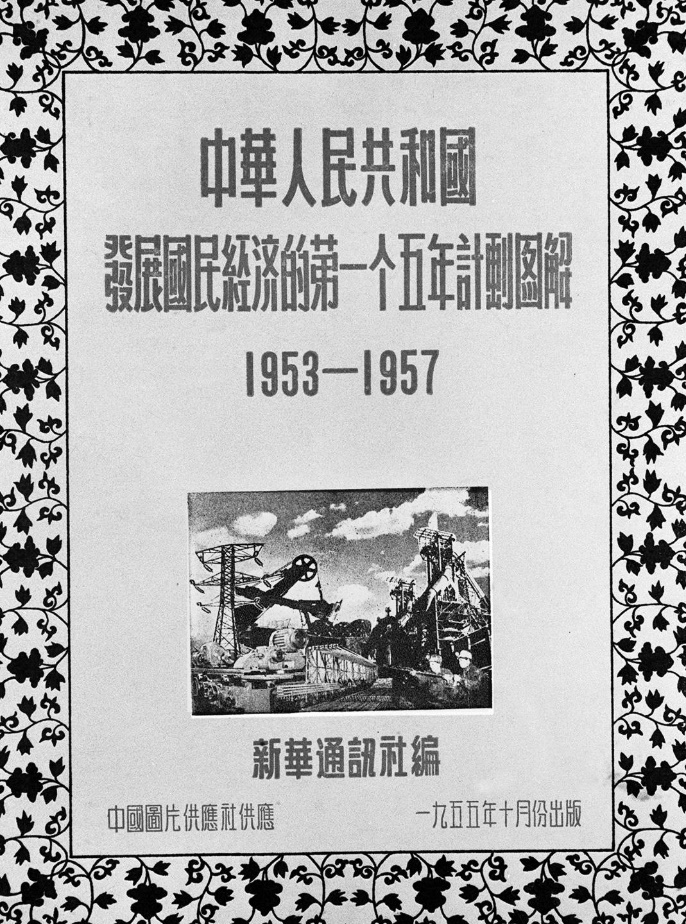 中華人民共和國
發展國民經济的第一个五年計劃图解
1953—1957
新華通訊社編
中國圖片供應社供應
一九五五年十月份出版